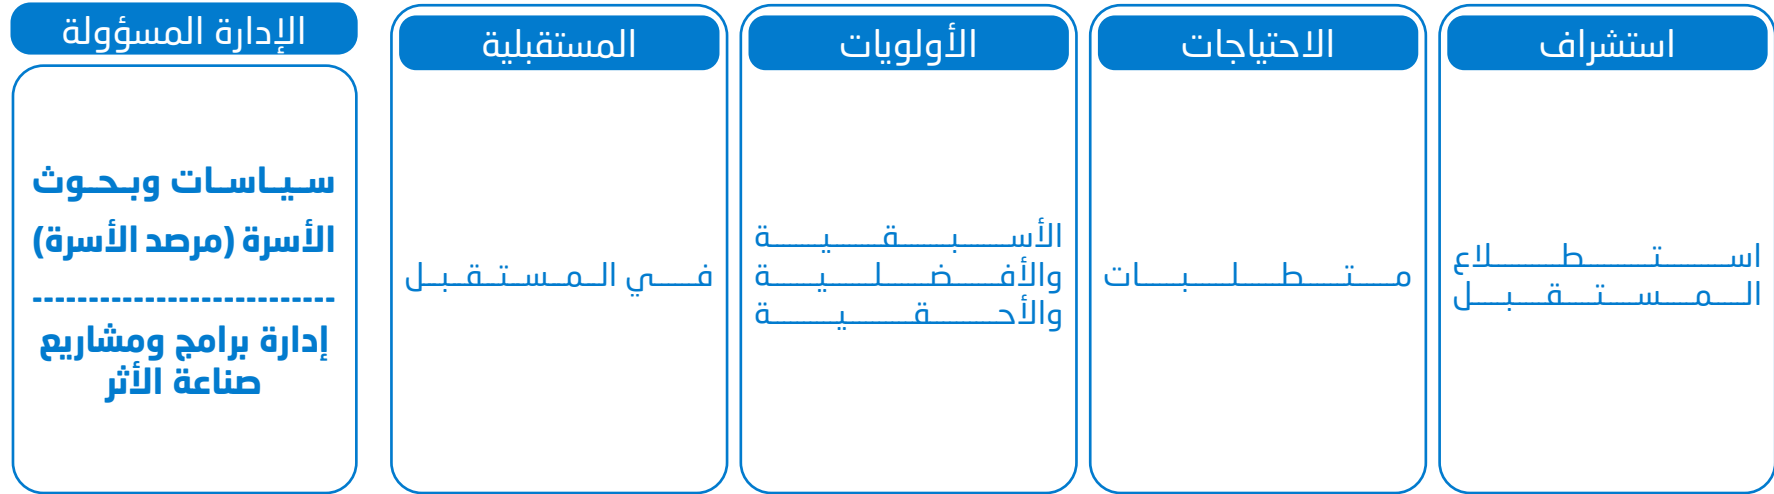 استشراف
استطلاع
المستقبل
الاحتياجات
متطلبات
الأولويات
الأسبقية
والأفضلية
والأحقية
المستقبلية
في المستقبل
الإدارة المسؤولة
سياسات وبحوث
الأسرة (مرصد الأسرة)
---------------------------
إدارة برامج ومشاريع
صناعة الأثر